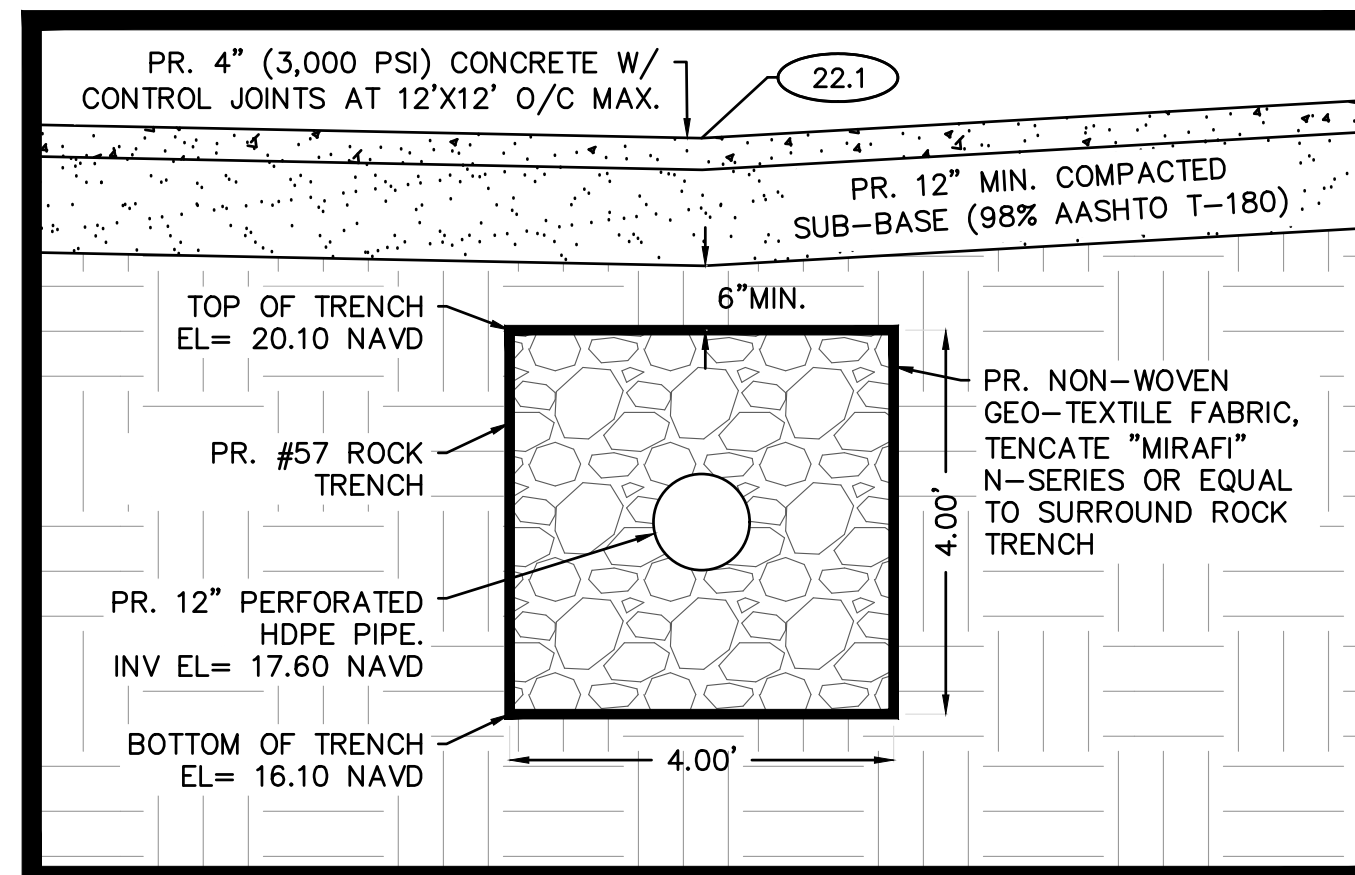 PR. 4" (3,000 PSI) CONCRETE W/
CONTROL JOINTS AT 12'X12' O/C MAX.
22.1
PR. 12" MIN. COMPACTED
SUB-BASE (98% AASHTO T-180)
6"MIN.
TOP OF TRENCH
EL= 20.10 NAVD
PR. #57 ROCK
TRENCH
PR. 12" PERFORATED
HDPE PIPE.
INV EL= 17.60 NAVD
BOTTOM OF TRENCH
EL= 16.10 NAVD
4.00'
4.00'
PR. NON-WOVEN
GEO-TEXTILE FABRIC,
TENCATE "MIRAFI"
N-SERIES OR EQUAL
TO SURROUND ROCK
TRENCH